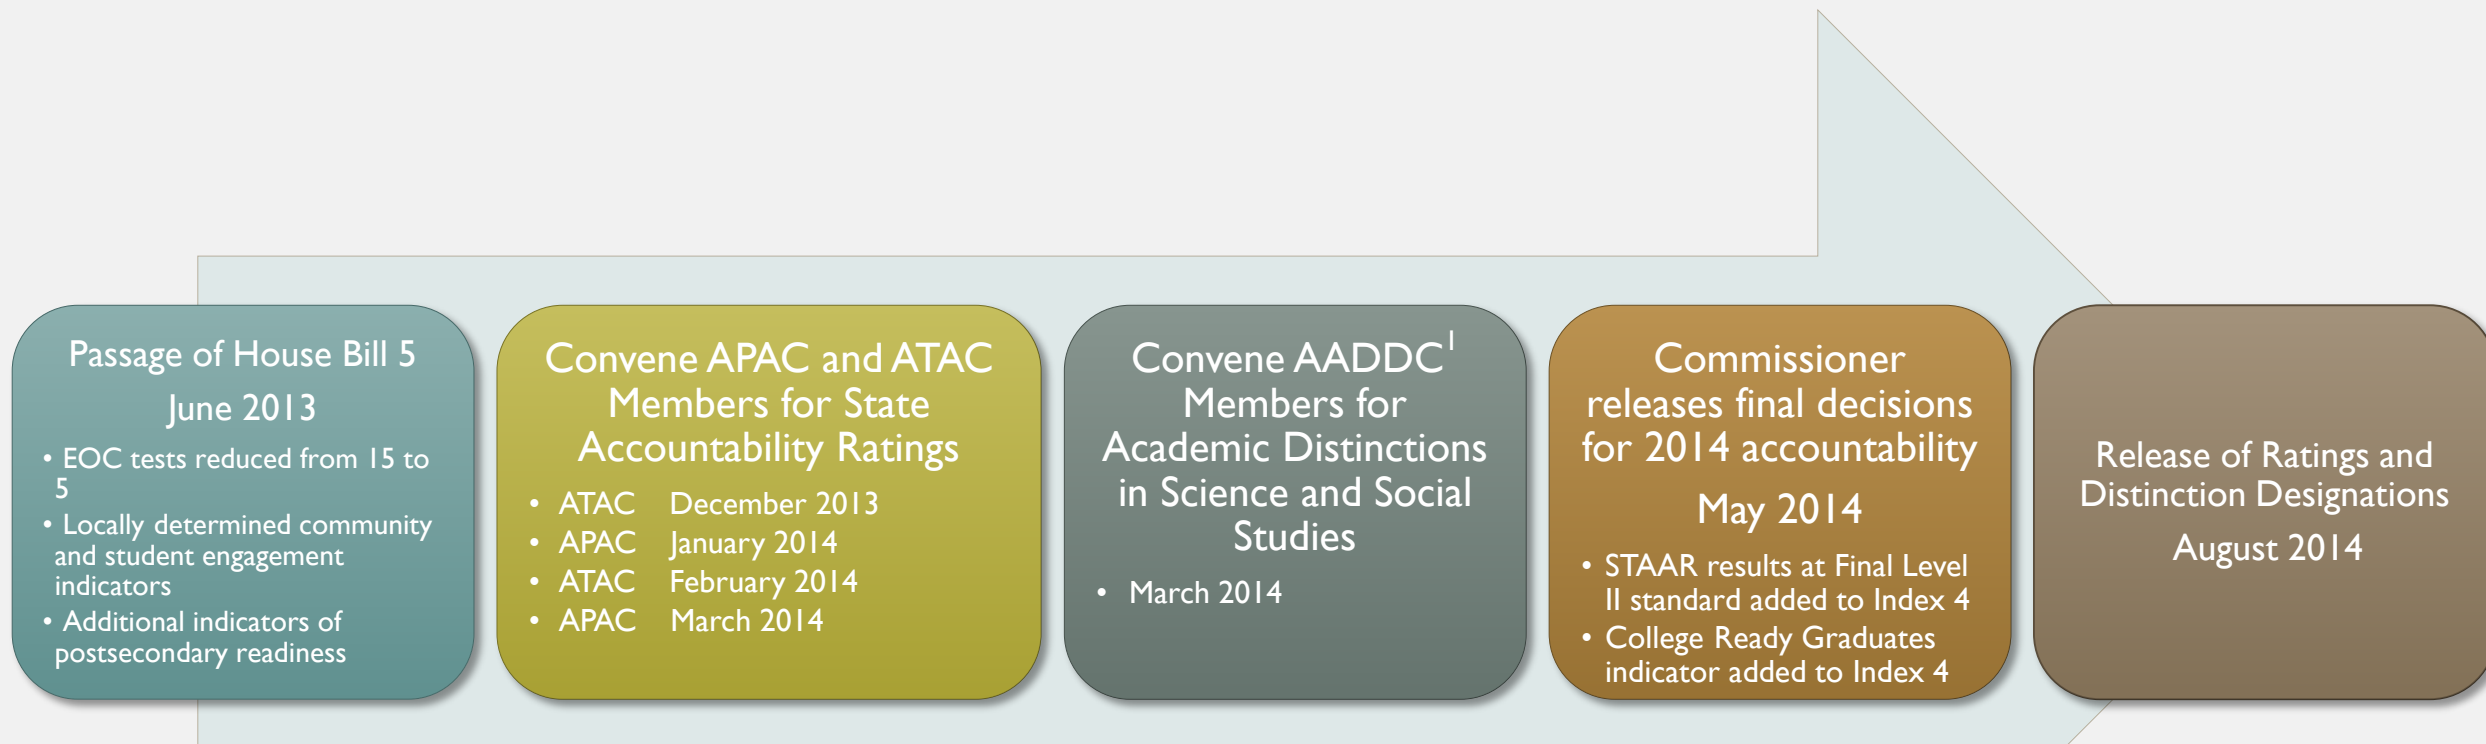 Passage of House Bill 5
June 2013
• EOC tests reduced from 15 to
5
• Locally determined community
and student engagement
indicators
• Additional indicators of
postsecondary readiness
Convene APAC and ATAC
Members for State
Accountability Ratings
• ATAC December 2013
• APAC January 2014
• ATAC February 2014
• APAC March 2014
Convene AADDC¹
Members for
Academic Distinctions
in Science and Social
Studies
• March 2014
Commissioner
releases final decisions
for 2014 accountability
May 2014
• STAAR results at Final Level
II standard added to Index 4
• College Ready Graduates
indicator added to Index 4
Release of Ratings and
Distinction Designations
August 2014